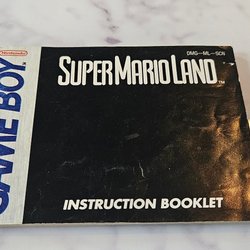 Nintendo
GAME BOY
DMG-ML-SCN
SUPER MARIO LAND
INSTRUCTION BOOKLET